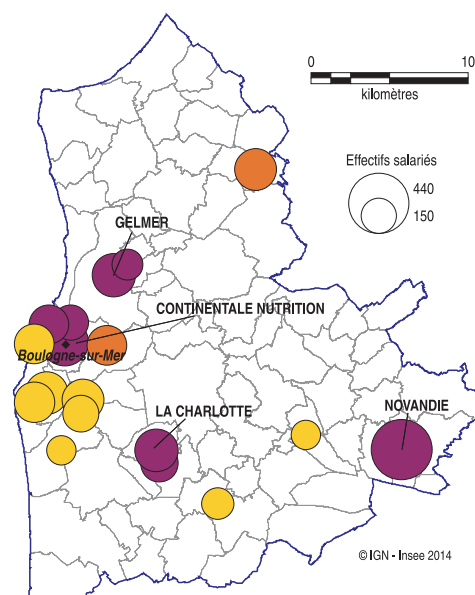 0 10
kilomètres
Effectifs salariés
440
150
GELMER
CONTINENTALE NUTRITION
Boulogne-sur-Mer
LA CHARLOTTE
NOVANDIE
© IGN - Insee 2014